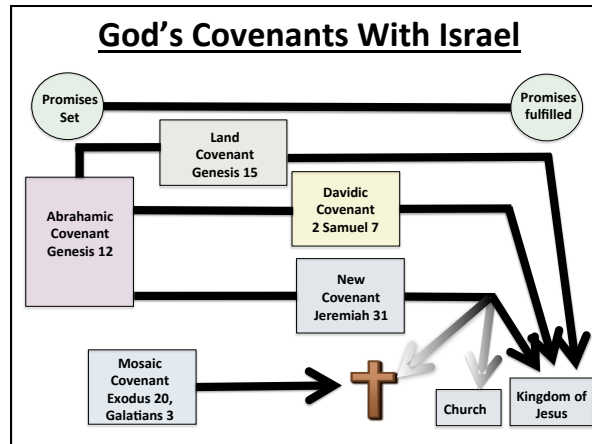 God's Covenants With Israel
Promises
Set
Promises
fulfilled
Land
Covenant
Genesis 15
Abrahamic
Covenant
Genesis 12
Davidic
Covenant
2 Samuel 7
New
Covenant
Jeremiah 31
Mosaic
Covenant
Exodus 20,
Galatians 3
Church
Kingdom of
Jesus